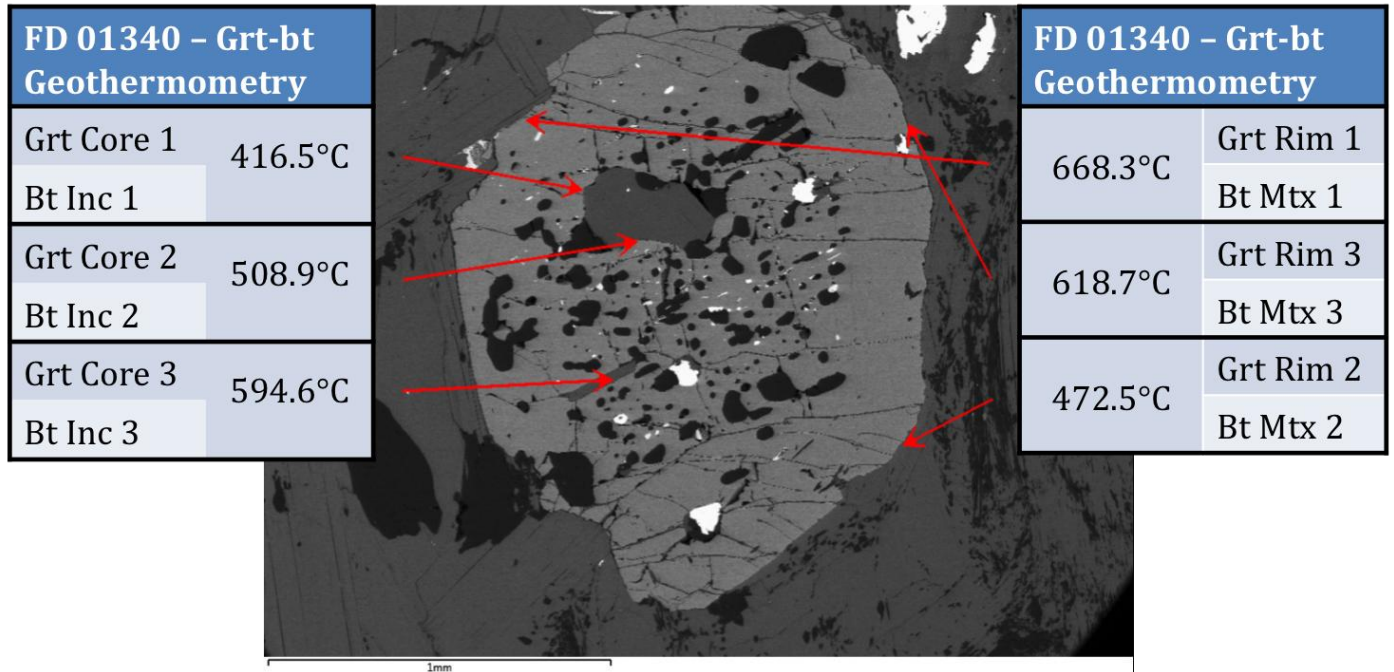 FD 01340 – Grt-bt
Geothermometry
Grt Core 1
416.5°C
Bt Inc 1
Grt Core 2
508.9°C
Bt Inc 2
Grt Core 3
594.6°C
Bt Inc 3
FD 01340 – Grt-bt
Geothermometry
668.3°C
Grt Rim 1
Bt Mtx 1
618.7°C
Grt Rim 3
Bt Mtx 3
472.5°C
Grt Rim 2
Bt Mtx 2
1mm